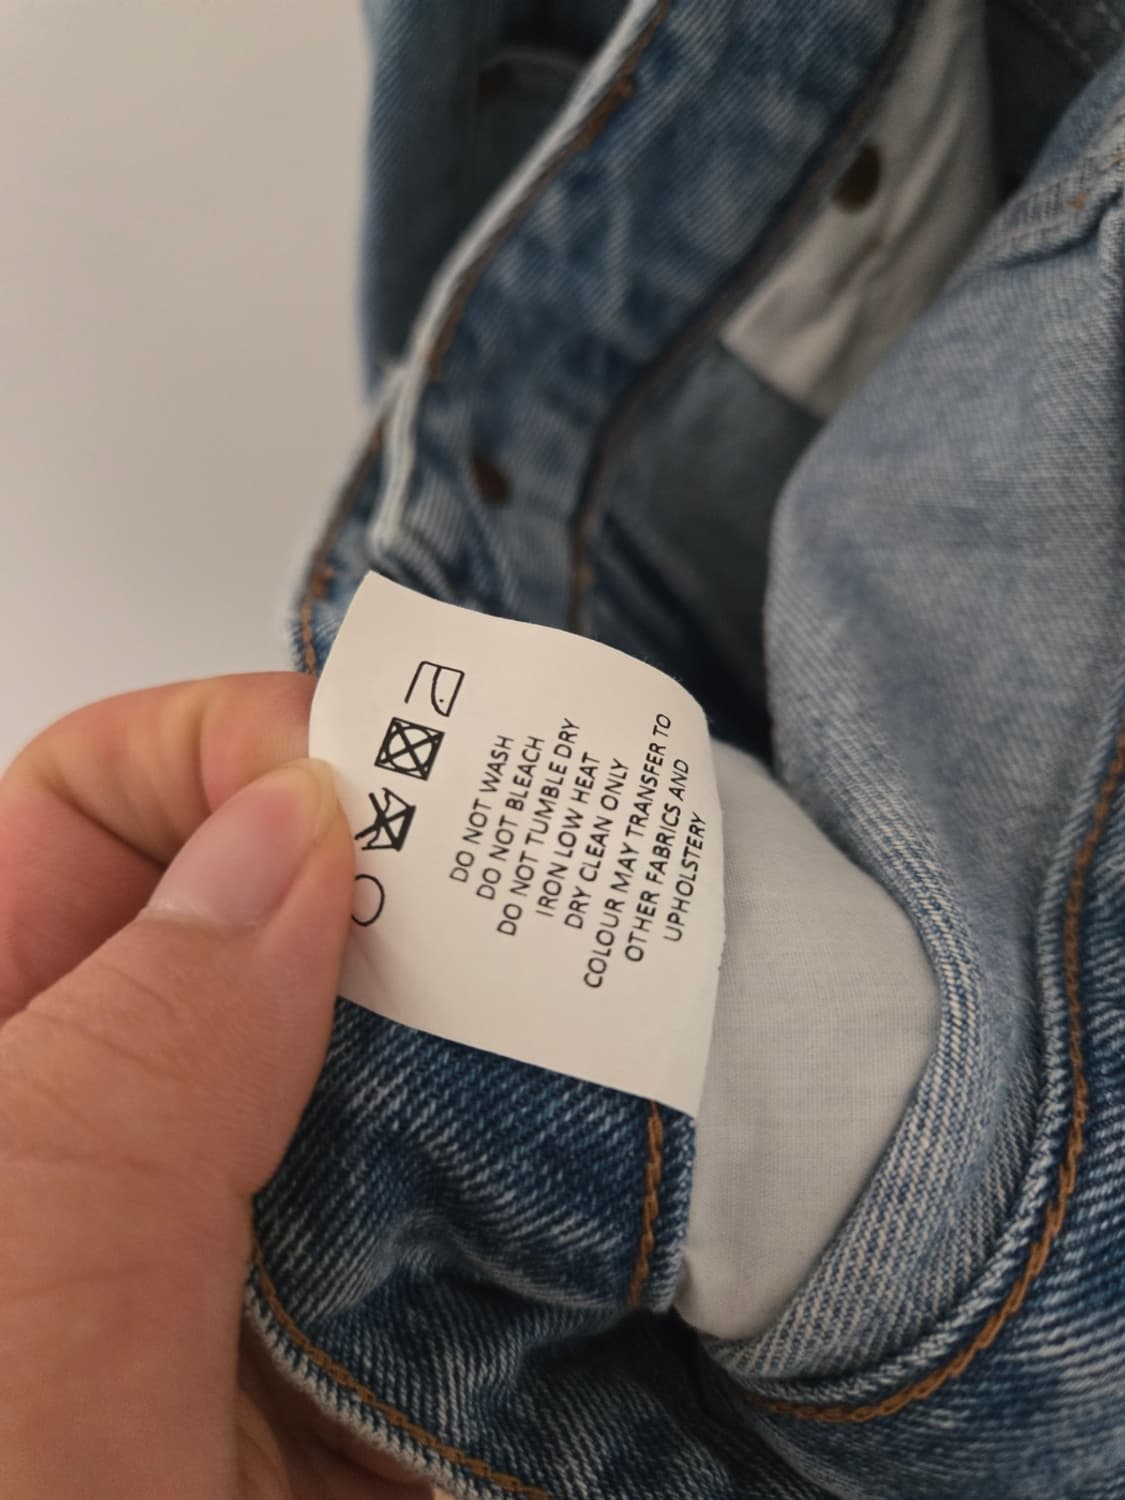 DO NOT WASH
DO NOT BLEACH
DO NOT TUMBLE DRY
IRON LOW HEAT
DRY CLEAN ONLY
COLOUR MAY TRANSFER TO
OTHER FABRICS AND
UPHOLSTERY